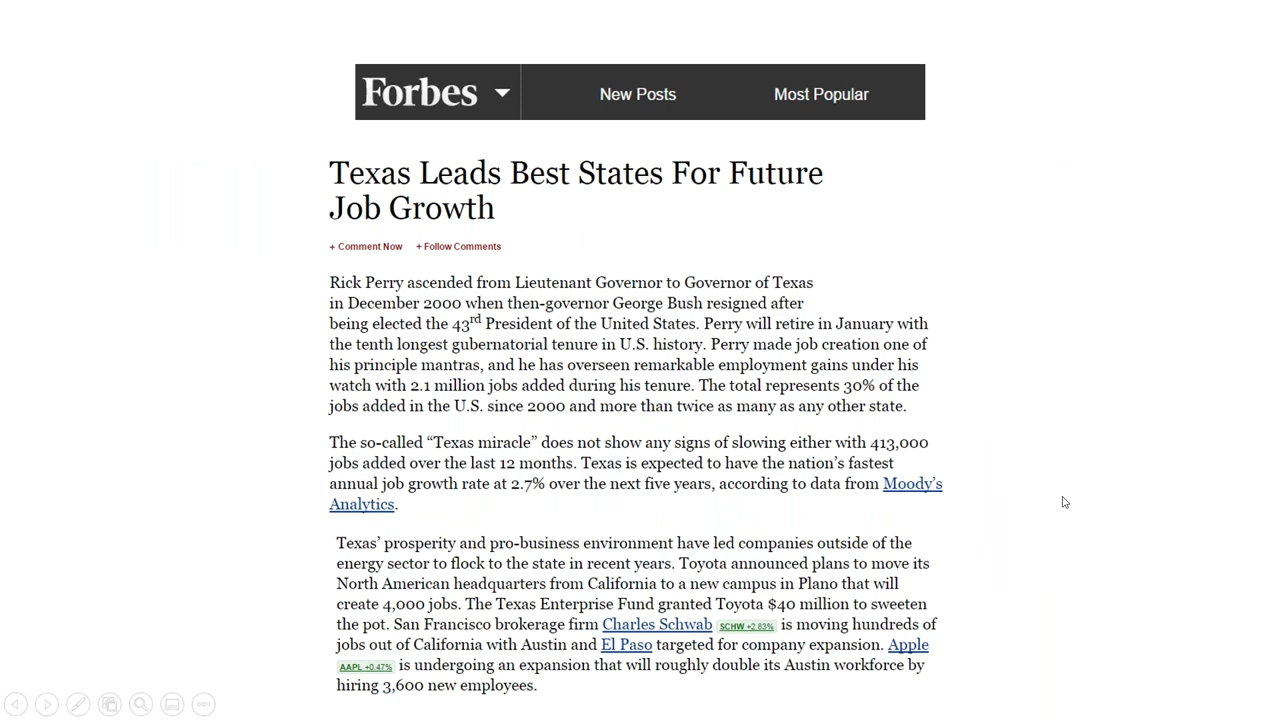 Forbes
New Posts
Most Popular
Texas Leads Best States For Future
Job Growth
+ Comment Now + Follow Comments
Rick Perry ascended from Lieutenant Governor to Governor of Texas
in December 2000 when then-governor George Bush resigned after
being elected the 43rd President of the United States. Perry will retire in January with
the tenth longest gubernatorial tenure in U.S. history. Perry made job creation one of
his principle mantras, and he has overseen remarkable employment gains under his
watch with 2.1 million jobs added during his tenure. The total represents 30% of the
jobs added in the U.S. since 2000 and more than twice as many as any other state.
The so-called “Texas miracle” does not show any signs of slowing either with 413,000
jobs added over the last 12 months. Texas is expected to have the nation’s fastest
annual job growth rate at 2.7% over the next five years, according to data from Moody’s
Analytics.
Texas’ prosperity and pro-business environment have led companies outside of the
energy sector to flock to the state in recent years. Toyota announced plans to move its
North American headquarters from California to a new campus in Plano that will
create 4,000 jobs. The Texas Enterprise Fund granted Toyota $40 million to sweeten
the pot. San Francisco brokerage firm Charles Schwab SCHW +2.83% is moving hundreds of
jobs out of California with Austin and El Paso targeted for company expansion. Apple
AAPL +0.47% is undergoing an expansion that will roughly double its Austin workforce by
hiring 3,600 new employees.